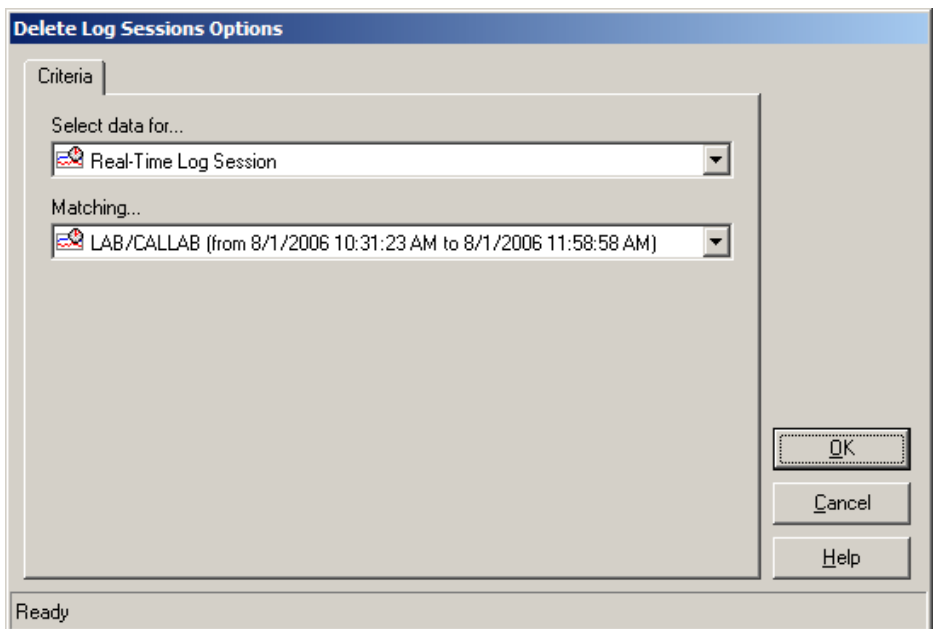 Delete Log Sessions Options
Criteria
Select data for...
Real-Time Log Session
Matching...
LAB/CALLAB (from 8/1/2006 10:31:23 AM to 8/1/2006 11:58:58 AM)
OK
Cancel
Help
Ready